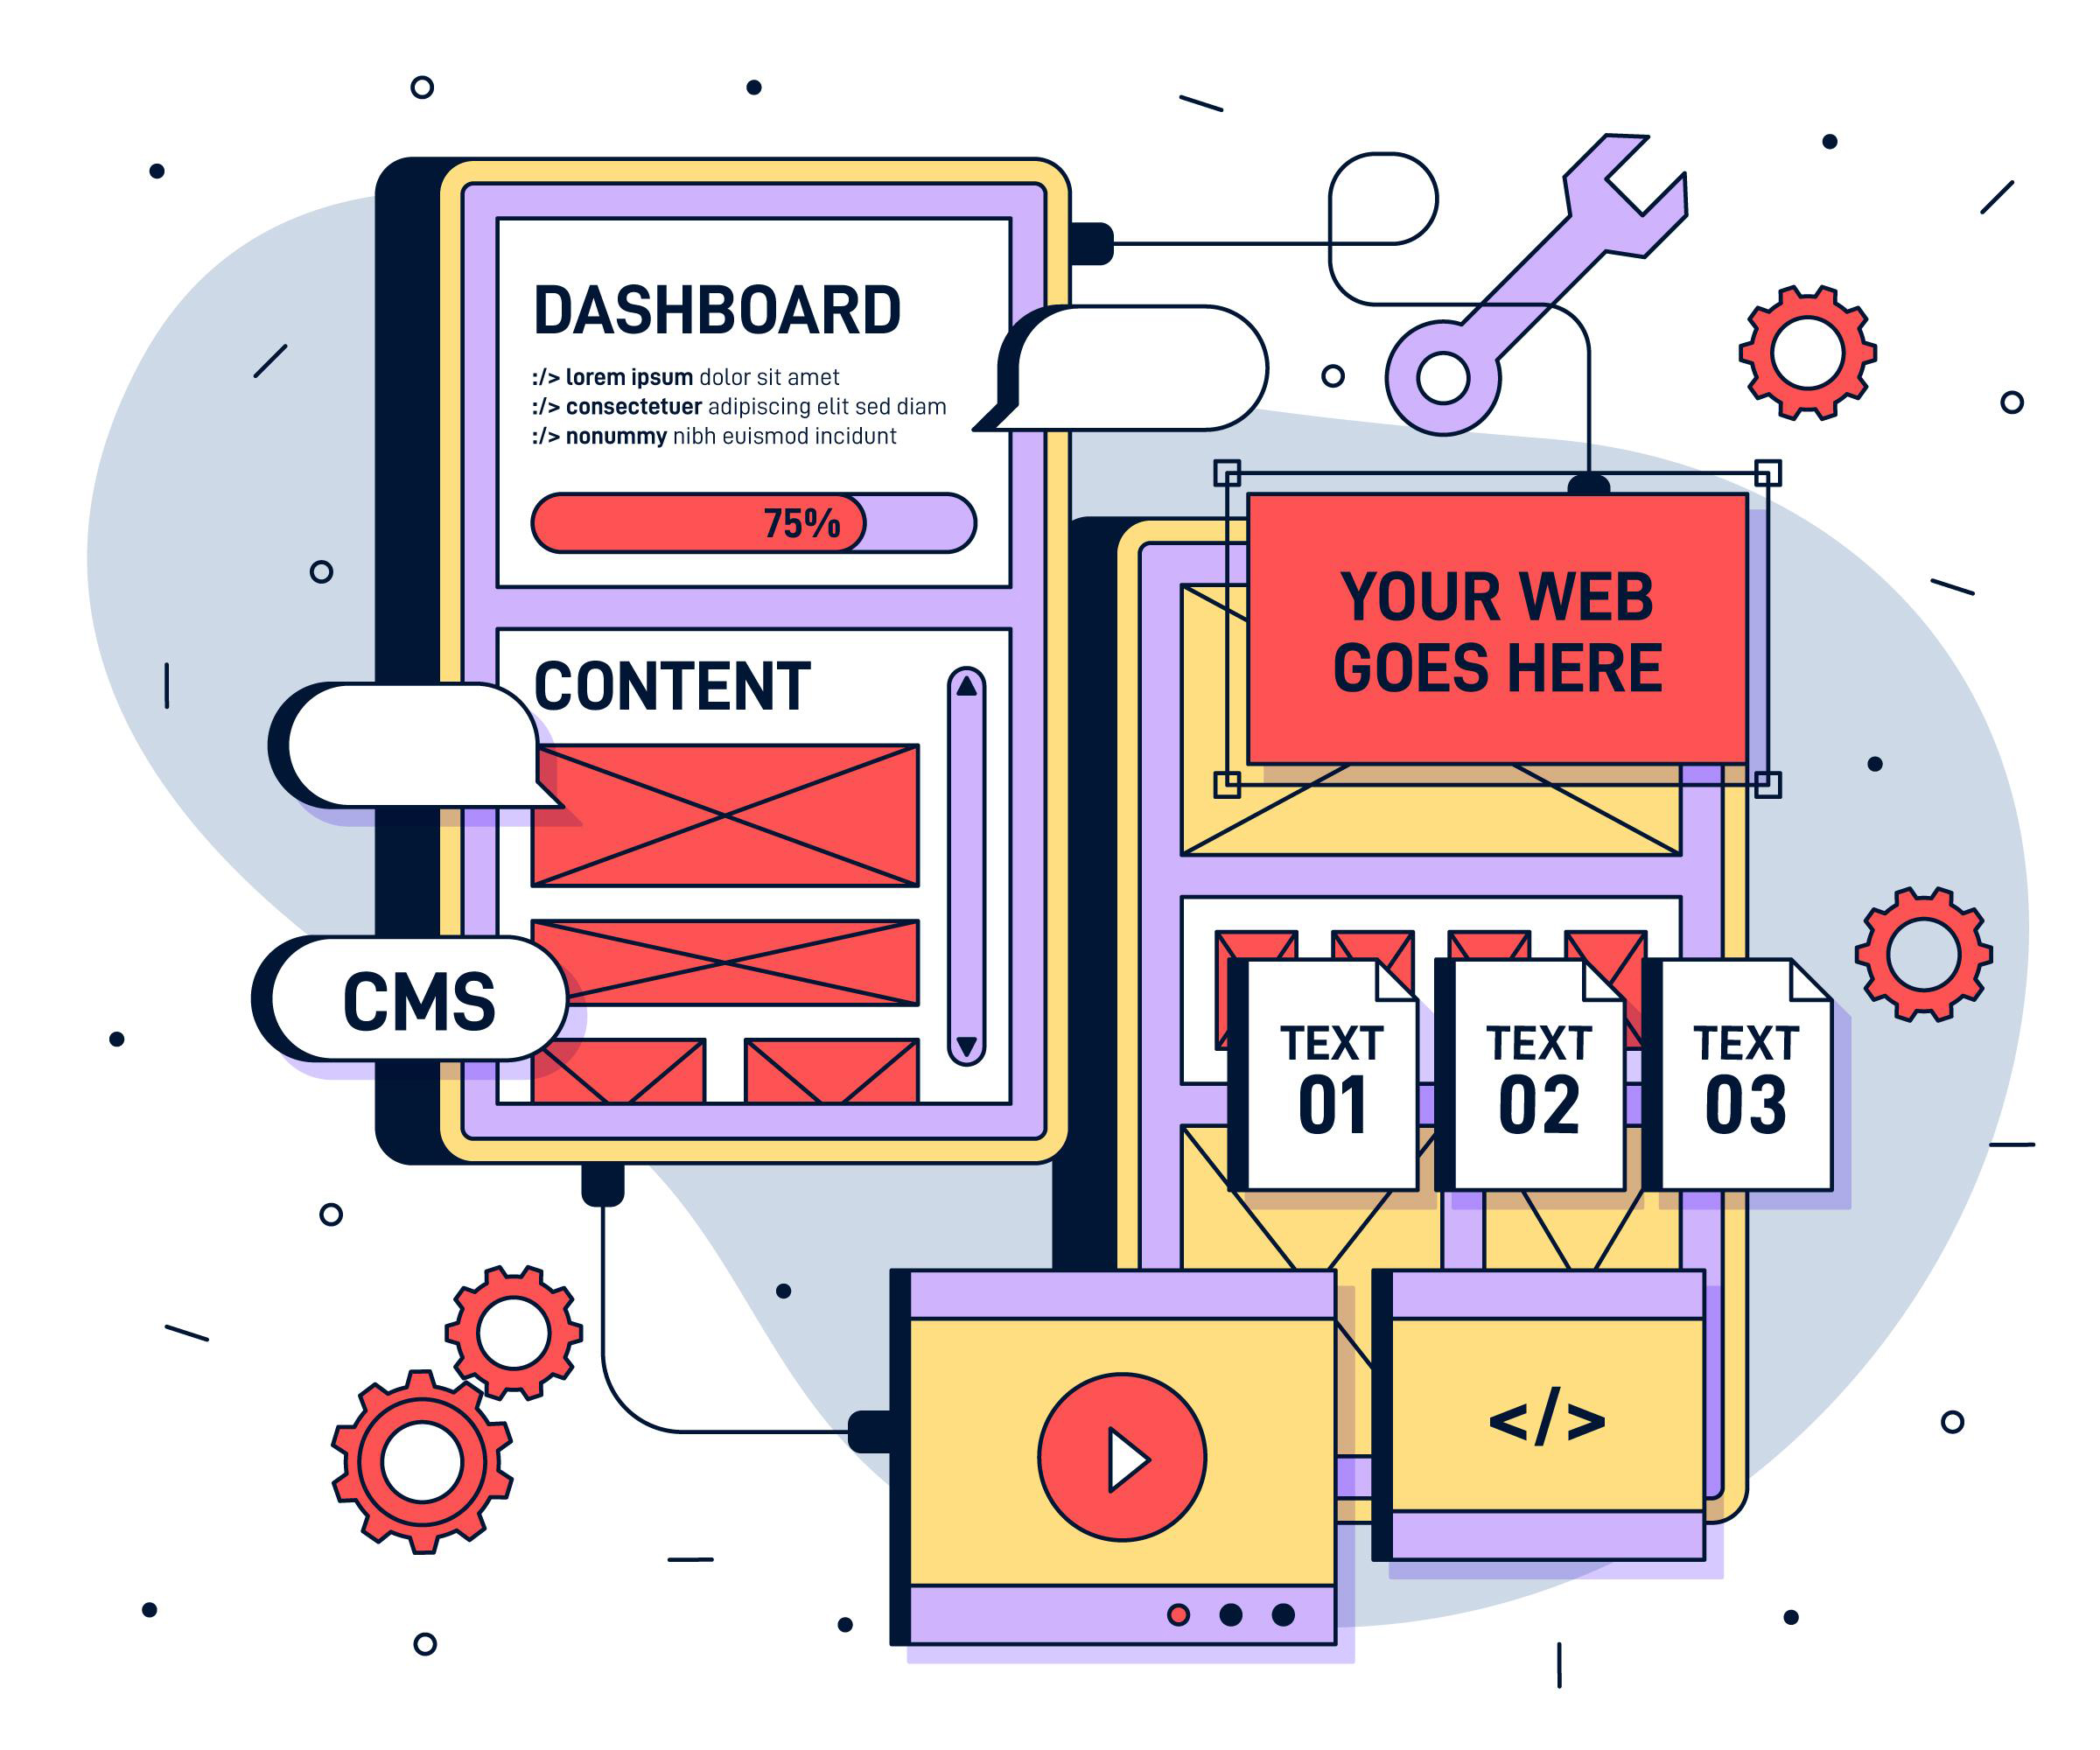 DASHBOARD
:/> lorem ipsum dolor sit amet
:/> consectetuer adipiscing elit sed diam
:/> nonummy nibh euismod incidunt
75%
CONTENT
CMS
YOUR WEB
GOES HERE
TEXT
01
TEXT
02
TEXT
03
</>